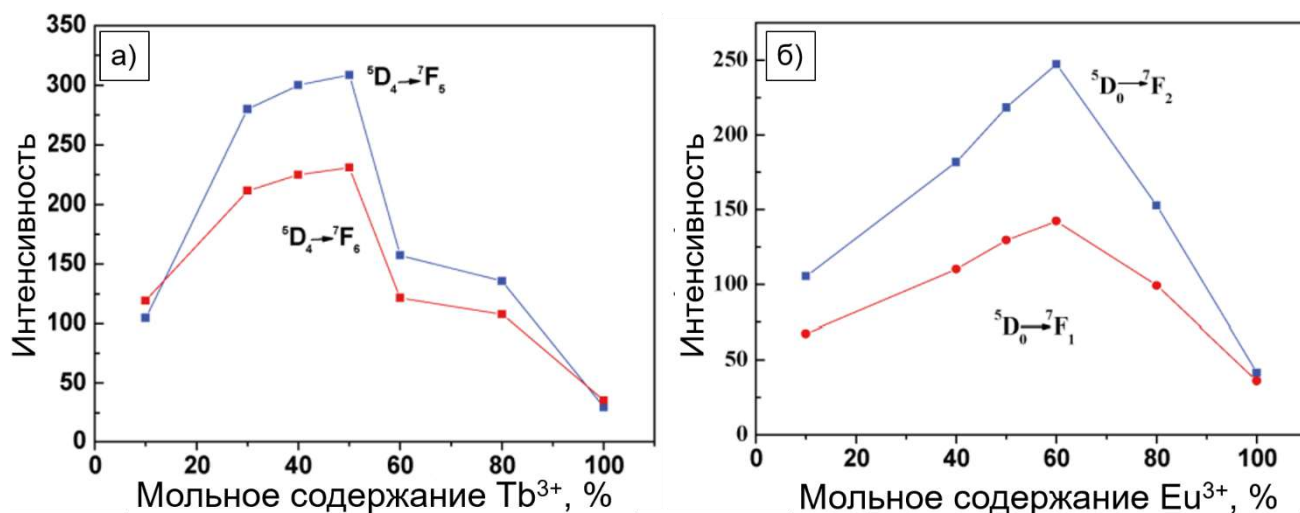 а)
⁵D₄→⁷F₅
⁵D₄→⁷F₆
Интенсивность
350
300
250
200
150
100
50
0
0 20 40 60 80 100
Мольное содержание Tb³⁺, %
б)
⁵D₀→⁷F₂
⁵D₀→⁷F₁
Интенсивность
250
200
150
100
50
0
0 20 40 60 80 100
Мольное содержание Eu³⁺, %